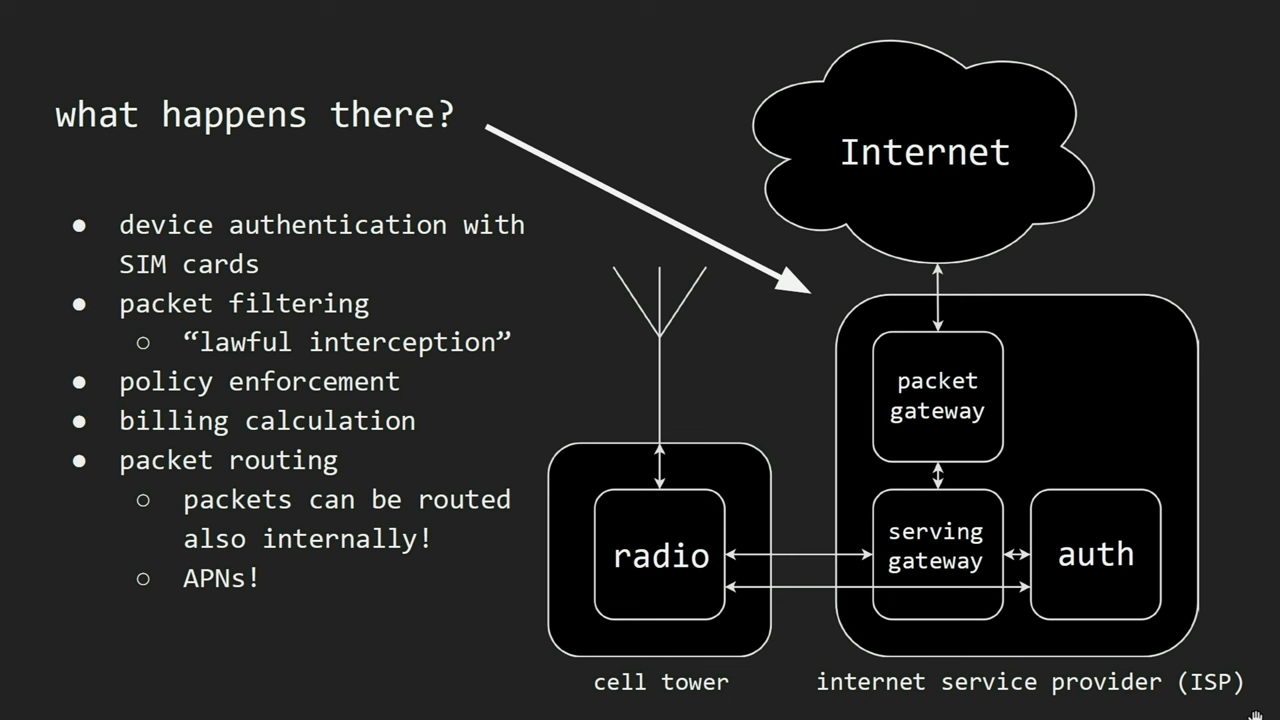 what happens there?
● device authentication with
SIM cards
● packet filtering
○ “lawful interception”
● policy enforcement
● billing calculation
● packet routing
○ packets can be routed
also internally!
○ APNs!
Internet
packet
gateway
serving
gateway
auth
radio
cell tower
internet service provider (ISP)